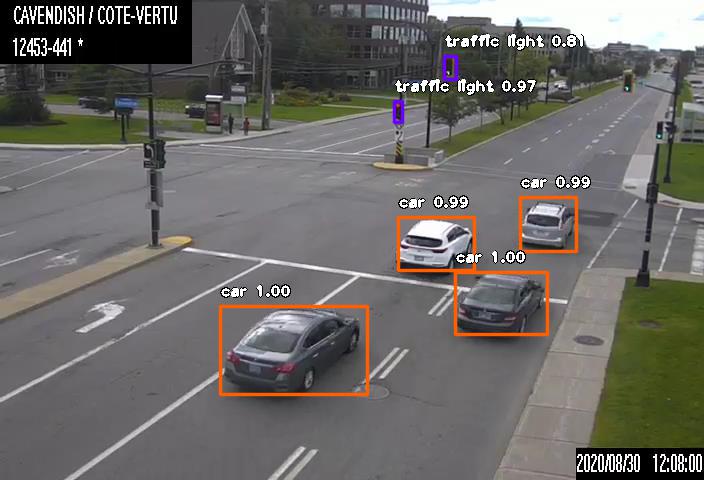 CAVENDISH / COTE-VERTU
12453-441 *
traffic light 0.81
traffic light 0.97
car 0.99
car 0.99
car 1.00
car 1.00
2020/08/30 12:08:00